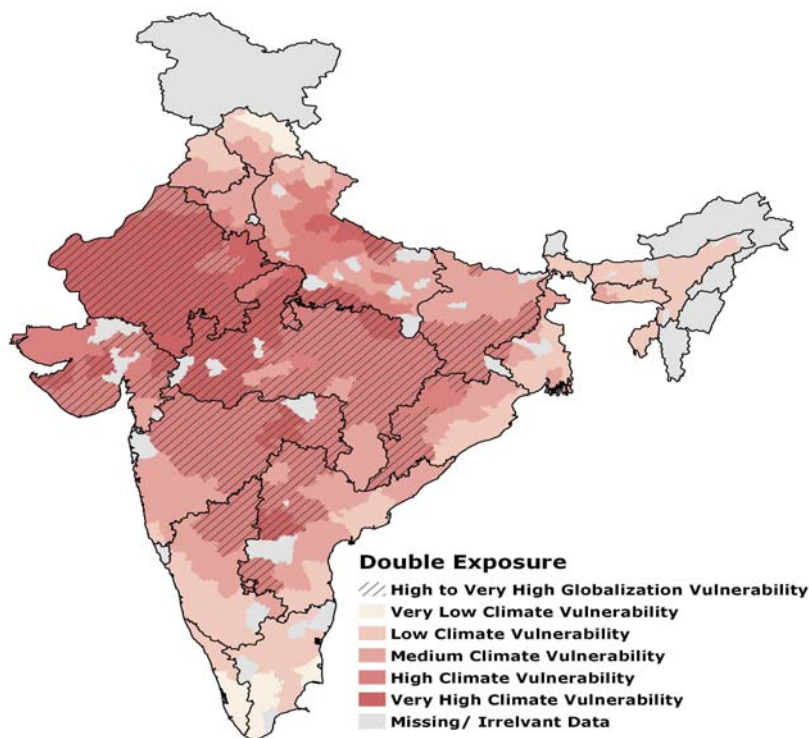 Double Exposure
High to Very High Globalization Vulnerability
Very Low Climate Vulnerability
Low Climate Vulnerability
Medium Climate Vulnerability
High Climate Vulnerability
Very High Climate Vulnerability
Missing/ Irrelvant Data